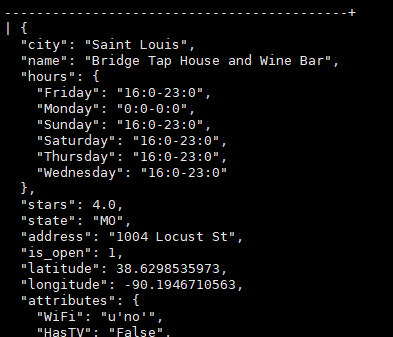 -------------------------------------------+
| {
  "city": "Saint Louis",
  "name": "Bridge Tap House and Wine Bar",
  "hours": {
    "Friday": "16:0-23:0",
    "Monday": "0:0-0:0",
    "Sunday": "16:0-23:0",
    "Saturday": "16:0-23:0",
    "Thursday": "16:0-23:0",
    "Wednesday": "16:0-23:0"
  },
  "stars": 4.0,
  "state": "MO",
  "address": "1004 Locust St",
  "is_open": 1,
  "latitude": 38.6298535973,
  "longitude": -90.1946710563,
  "attributes": {
    "WiFi": "u'no'",
    "HasTV": "False",